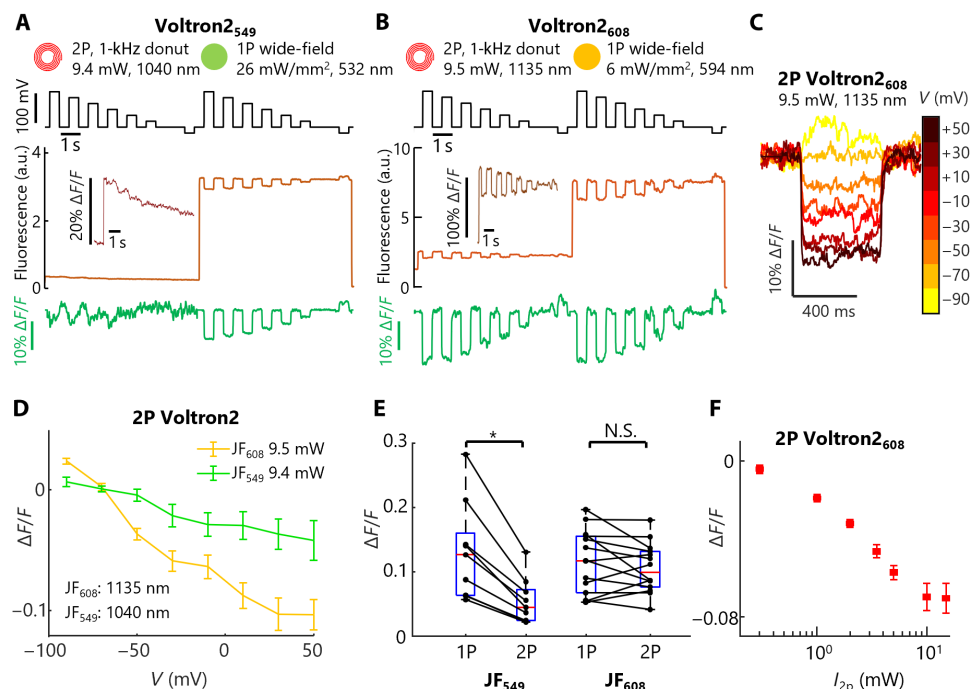 A
Voltron2₅₄₉
2P, 1-kHz donut
9.4 mW, 1040 nm
1P wide-field
26 mW/mm², 532 nm
100 mV
1 s
Fluorescence (a.u.)
4
2
0
20% ΔF/F
1 s
10% ΔF/F
B
Voltron2₆₀₈
2P, 1-kHz donut
9.5 mW, 1135 nm
1P wide-field
6 mW/mm², 594 nm
100 mV
1 s
Fluorescence (a.u.)
10
5
0
100% ΔF/F
1 s
10% ΔF/F
C
2P Voltron2₆₀₈
9.5 mW, 1135 nm
V (mV)
+50
+30
+10
−10
−30
−50
−70
−90
10% ΔF/F
400 ms
D
2P Voltron2
JF₆₀₈ 9.5 mW
JF₅₄₉ 9.4 mW
ΔF/F
0
−0.1
JF₆₀₈: 1135 nm
JF₅₄₉: 1040 nm
−100
−50
0
50
V (mV)
E
ΔF/F
0.3
0.2
0.1
0
*
N.S.
1P
2P
1P
2P
JF₅₄₉
JF₆₀₈
F
2P Voltron2₆₀₈
ΔF/F
0
−0.08
10⁰
10¹
I₂ₚ (mW)